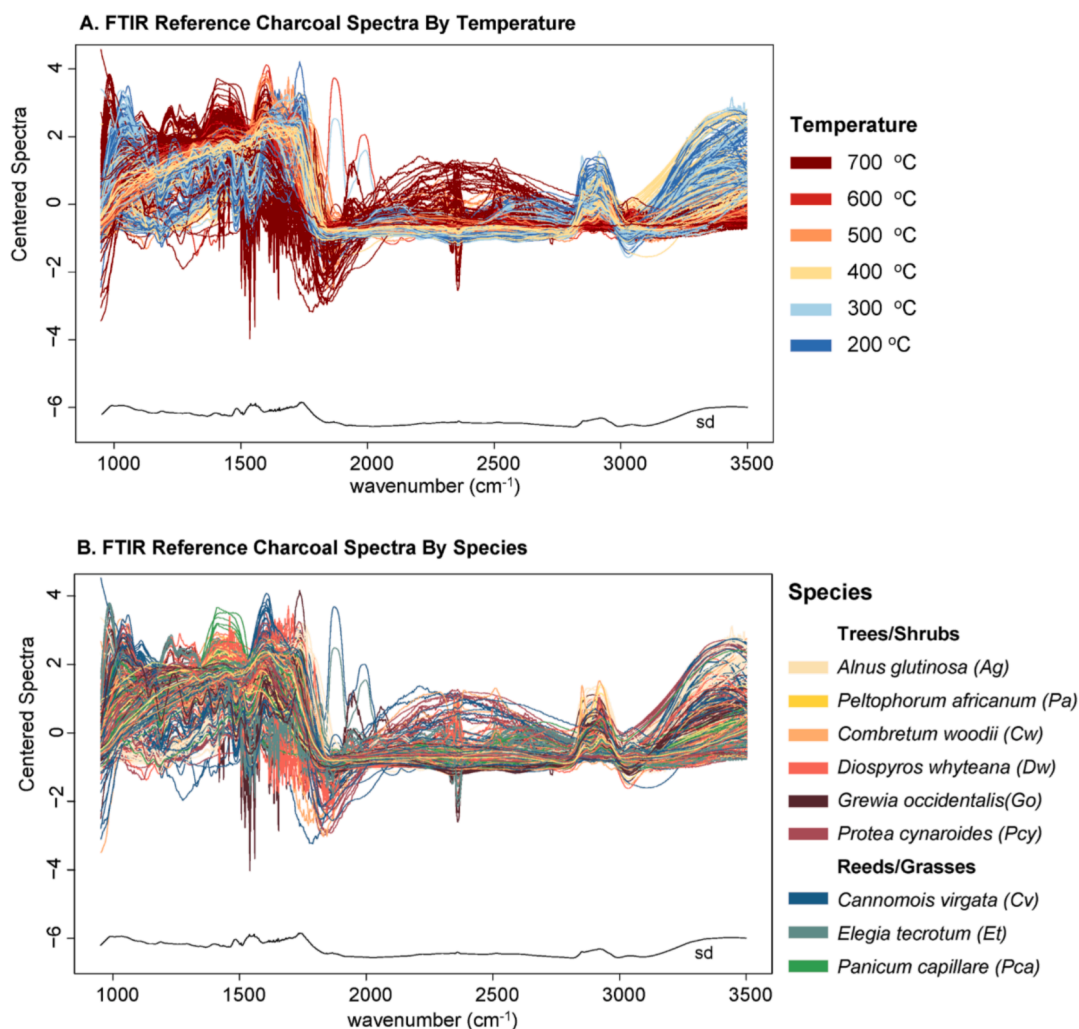 A. FTIR Reference Charcoal Spectra By Temperature
4
2
0
−2
−4
−6
Centered Spectra
sd
1000 1500 2000 2500 3000 3500
wavenumber (cm⁻¹)
Temperature
700 ºC
600 ºC
500 ºC
400 ºC
300 ºC
200 ºC
B. FTIR Reference Charcoal Spectra By Species
4
2
0
−2
−4
−6
Centered Spectra
sd
1000 1500 2000 2500 3000 3500
wavenumber (cm⁻¹)
Species
Trees/Shrubs
Alnus glutinosa (Ag)
Peltophorum africanum (Pa)
Combretum woodii (Cw)
Diospyros whyteana (Dw)
Grewia occidentalis(Go)
Protea cynaroides (Pcy)
Reeds/Grasses
Cannomois virgata (Cv)
Elegia tecrotum (Et)
Panicum capillare (Pca)